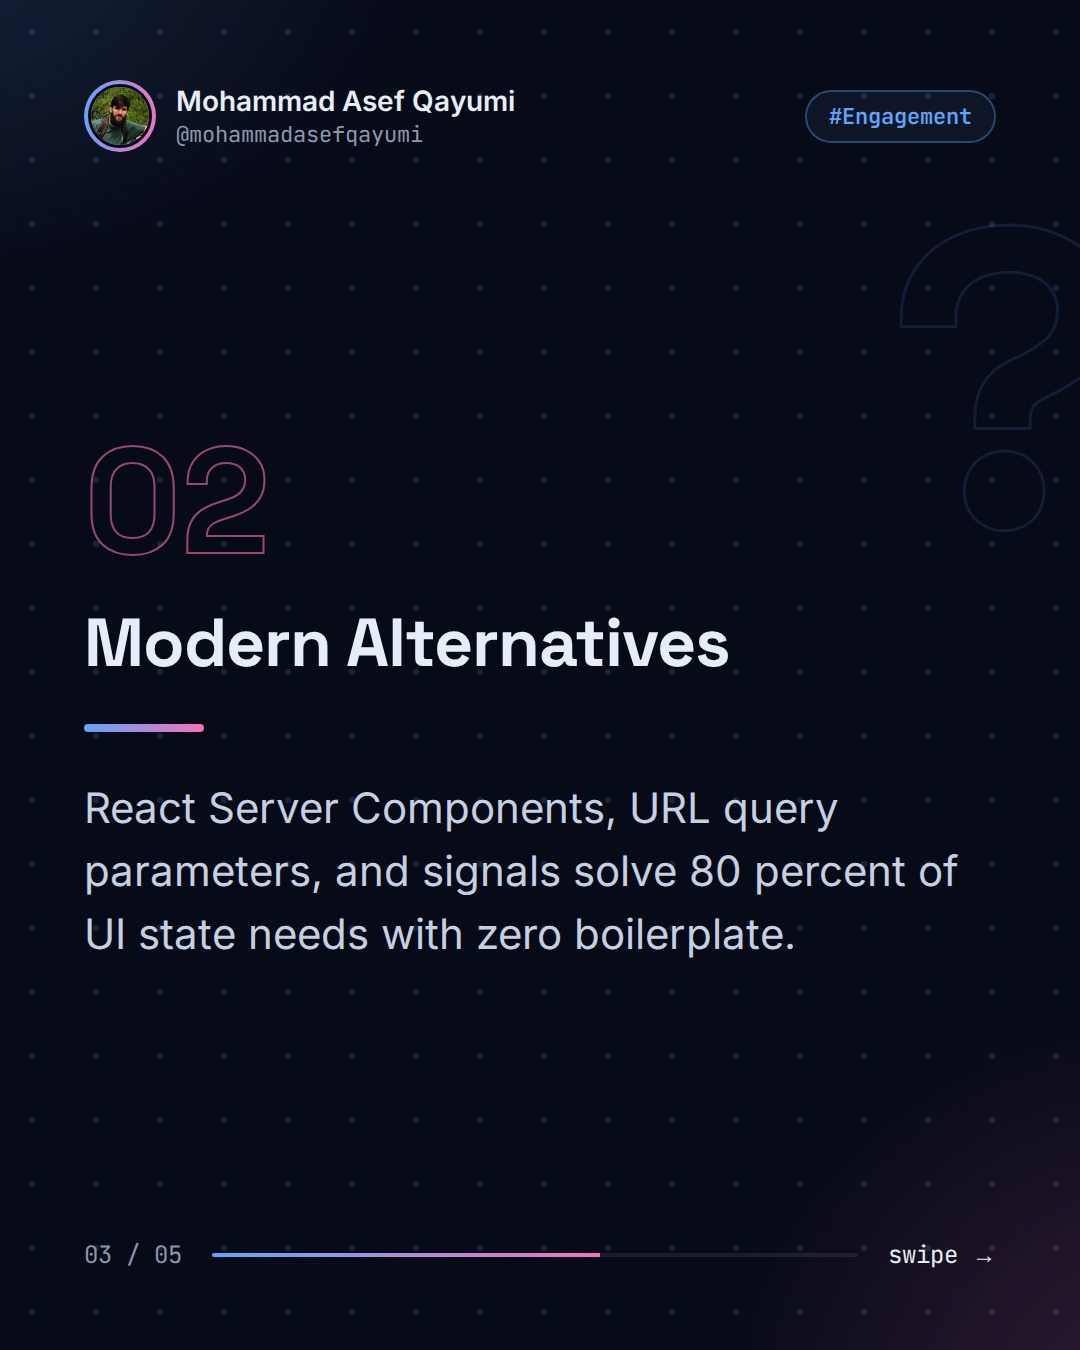 Mohammad Asef Qayumi
@mohammadasefqayumi
#Engagement
?
02
Modern Alternatives
React Server Components, URL query
parameters, and signals solve 80 percent of
UI state needs with zero boilerplate.
03 / 05
swipe →